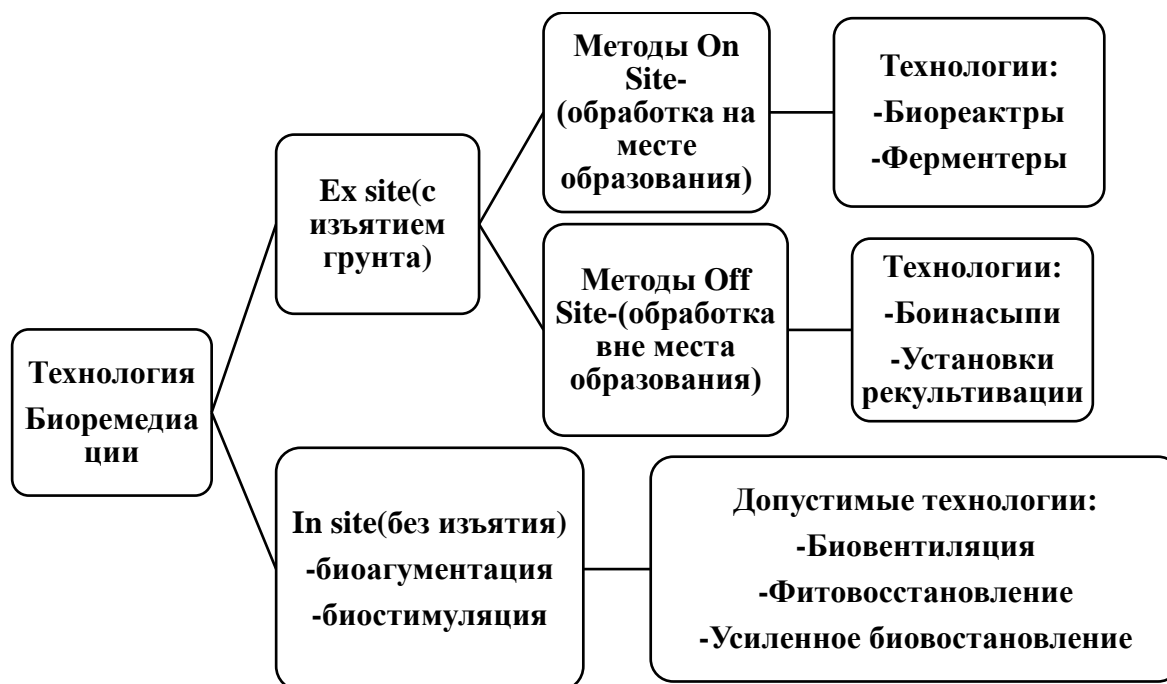 Технология
Биоремедиа
ции
Ex site(с
изъятием
грунта)
Методы On
Site-
(обработка на
месте
образования)
Технологии:
-Биореактры
-Ферментеры
Методы Off
Site-(обработка
вне места
образования)
Технологии:
-Боинасыпи
-Установки
рекультивации
In site(без изъятия)
-биоагументация
-биостимуляция
Допустимые технологии:
-Биовентиляция
-Фитовосстановление
-Усиленное биовостановление